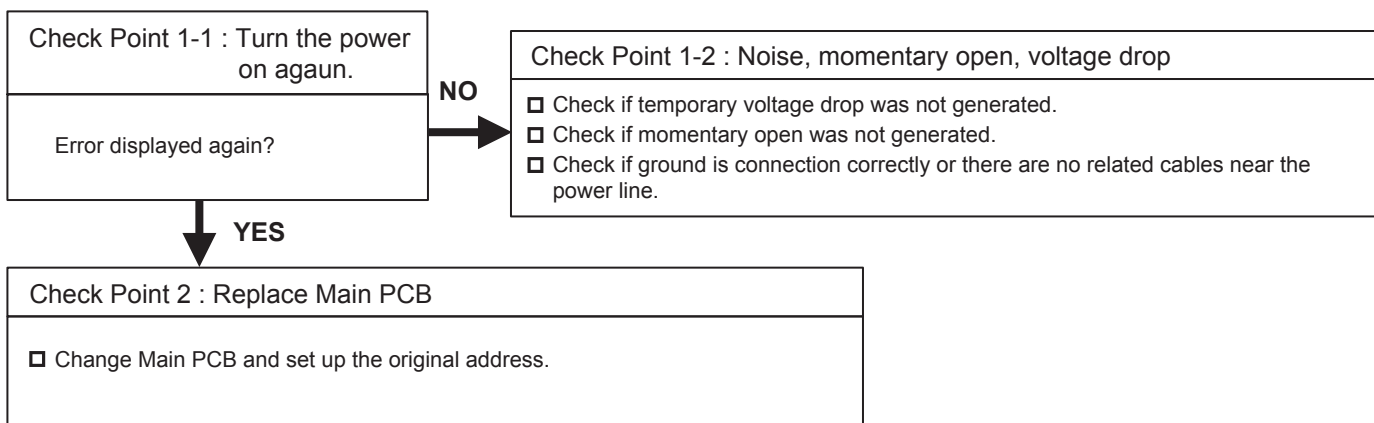 Check Point 1-1 : Turn the power
on agaun.
Error displayed again?
NO
Check Point 1-2 : Noise, momentary open, voltage drop
Check if temporary voltage drop was not generated.
Check if momentary open was not generated.
Check if ground is connection correctly or there are no related cables near the
power line.
YES
Check Point 2 : Replace Main PCB
Change Main PCB and set up the original address.